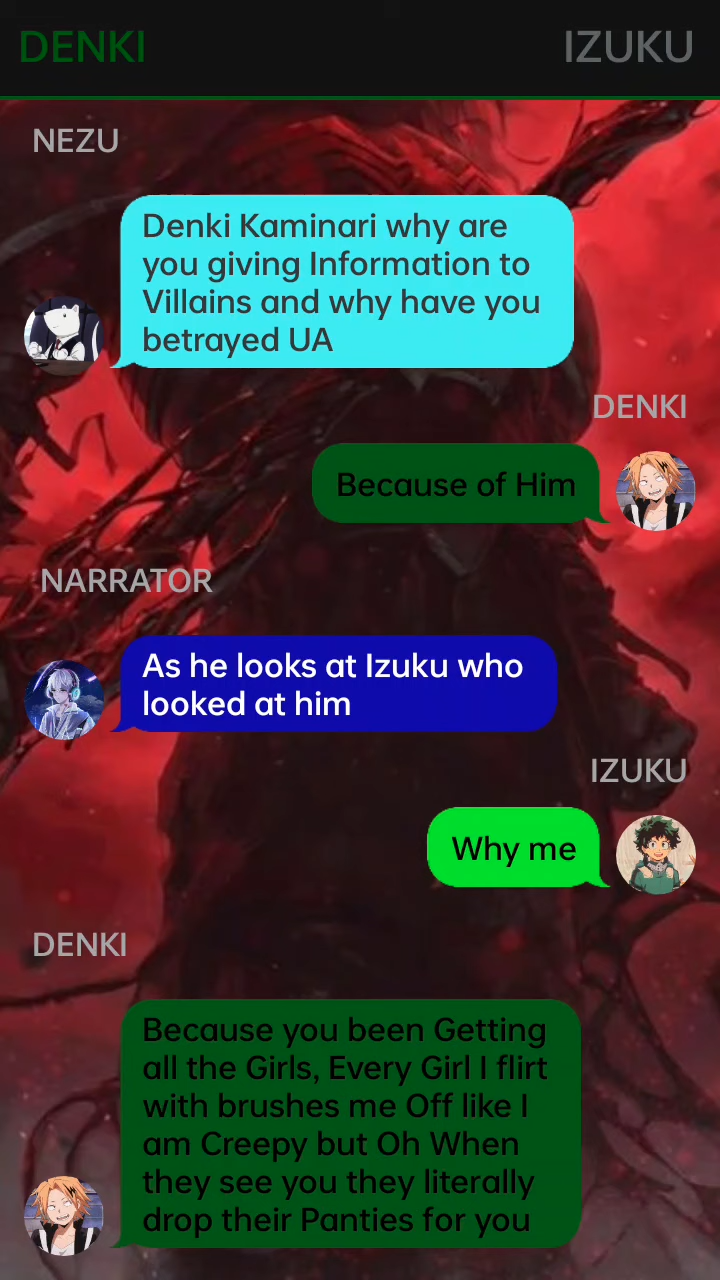 DENKI
IZUKU
NEZU
Denki Kaminari why are
you giving Information to
Villains and why have you
betrayed UA
DENKI
Because of Him
NARRATOR
As he looks at Izuku who
looked at him
IZUKU
Why me
DENKI
Because you been Getting
all the Girls, Every Girl I flirt
with brushes me Off like I
am Creepy but Oh When
they see you they literally
drop their Panties for you